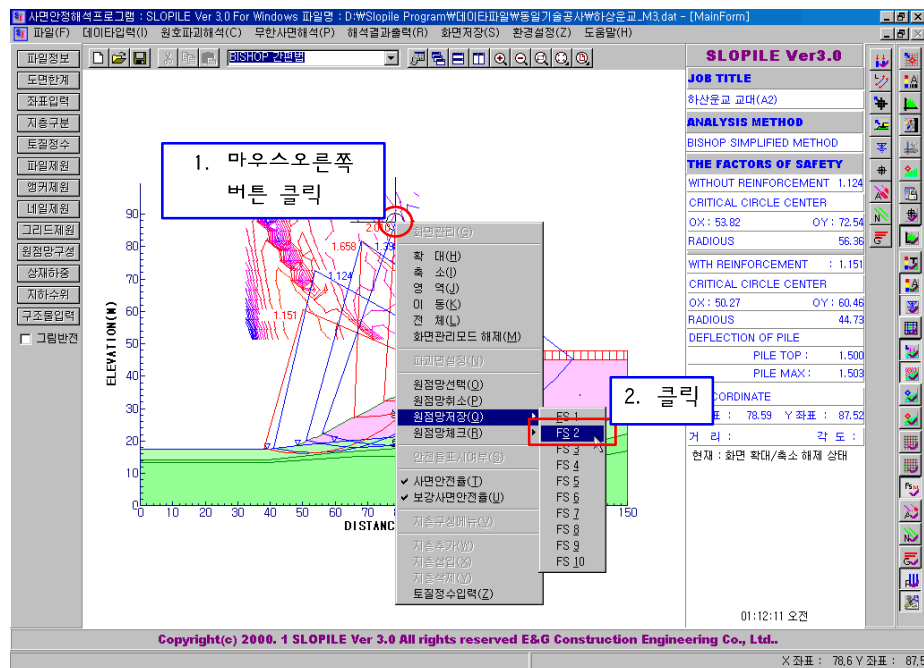 사면안정해석프로그램 : SLOPILE Ver 3,0 For Windows 파일명 : D:₩Slopile Program₩데이타파일₩동일기술공사₩하상운교_M3,dat - [MainForm]
파일(F) 데이타입력(I) 원호파괴해석(C) 무한사면해석(P) 해석결과출력(R) 화면저장(S) 환경설정(Z) 도움말(H)
파일정보
도면한계
좌표입력
지층구분
토질정수
파일제원
앵커제원
네일제원
그리드제원
원점망구성
상재하중
지하수위
구조물입력
그림반전
BISHOP 간편법
1. 마우스오른쪽
버튼 클릭
ELEVATION(M)
90
80
70
60
50
40
30
20
10
0
0 10 20 30 40 50 60 70 150
DISTANC
1.658
1.124
1.151
화면관리(G)
확 대(H)
축 소(I)
영 역(J)
이 동(K)
전 체(L)
화면관리모드 해제(M)
파괴면설정(N)
원점망선택(O)
원점망취소(P)
원점망저장(Q)
원점망체크(R)
안전율표시여부(S)
사면안전율(T)
보강사면안전율(U)
지층구성메뉴(V)
지층추가(W)
지층삽입(X)
지층삭제(Y)
토질정수입력(Z)
2. 클릭
FS 1
FS 2
FS 3
FS 4
FS 5
FS 6
FS 7
FS 8
FS 9
FS 10
SLOPILE Ver3.0
JOB TITLE
하산운교 교대(A2)
ANALYSIS METHOD
BISHOP SIMPLIFIED METHOD
THE FACTORS OF SAFETY
WITHOUT REINFORCEMENT 1.124
CRITICAL CIRCLE CENTER
OX : 53.82 OY : 72.54
RADIOUS 56.36
WITH REINFORCEMENT : 1.151
CRITICAL CIRCLE CENTER
OX : 50.27 OY : 60.46
RADIOUS 44.73
DEFLECTION OF PILE
PILE TOP : 1.500
PILE MAX : 1.503
ORDINATE
표 : 78.59 Y 좌표 : 87.52
거 리 : 각 도 :
현재 : 화면 확대/축소 해제 상태
01:12:11 오전
Copyright(c) 2000. 1 SLOPILE Ver 3.0 All rights reserved E&G Construction Engineering Co., Ltd..
X 좌표 : 78,6 Y 좌표 : 87,5